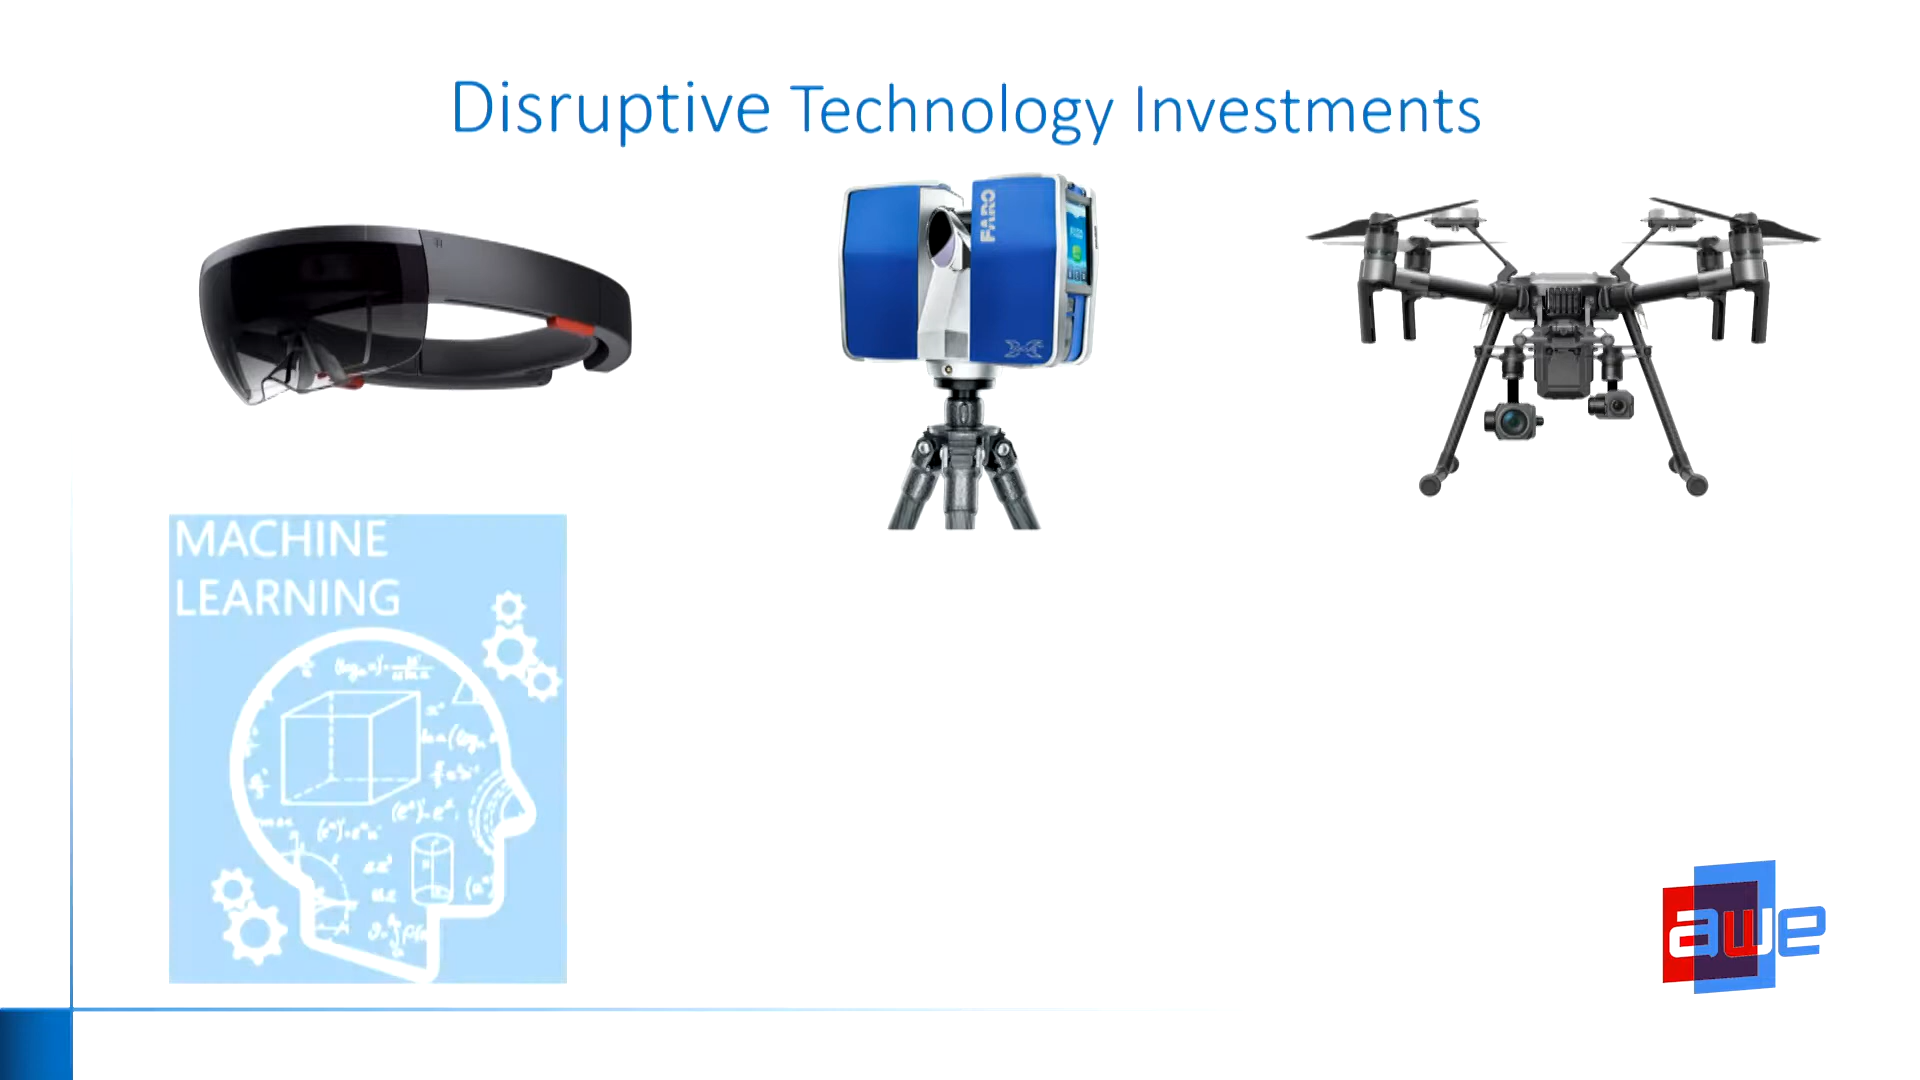 Disruptive Technology Investments
FARO
MACHINE
LEARNING
awe